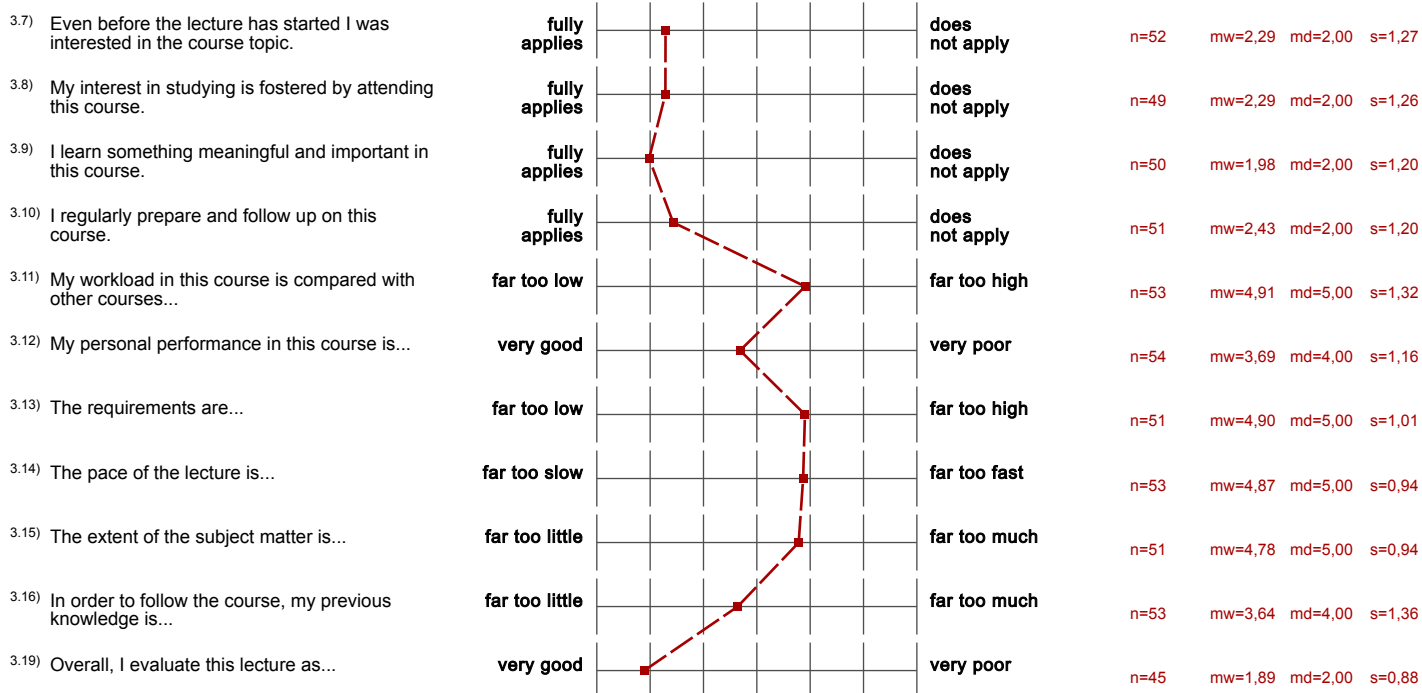 3.7) Even before the lecture has started I was
interested in the course topic.
fully
applies
does
not apply
n=52 mw=2,29 md=2,00 s=1,27
3.8) My interest in studying is fostered by attending
this course.
fully
applies
does
not apply
n=49 mw=2,29 md=2,00 s=1,26
3.9) I learn something meaningful and important in
this course.
fully
applies
does
not apply
n=50 mw=1,98 md=2,00 s=1,20
3.10) I regularly prepare and follow up on this
course.
fully
applies
does
not apply
n=51 mw=2,43 md=2,00 s=1,20
3.11) My workload in this course is compared with
other courses...
far too low
far too high
n=53 mw=4,91 md=5,00 s=1,32
3.12) My personal performance in this course is...
very good
very poor
n=54 mw=3,69 md=4,00 s=1,16
3.13) The requirements are...
far too low
far too high
n=51 mw=4,90 md=5,00 s=1,01
3.14) The pace of the lecture is...
far too slow
far too fast
n=53 mw=4,87 md=5,00 s=0,94
3.15) The extent of the subject matter is...
far too little
far too much
n=51 mw=4,78 md=5,00 s=0,94
3.16) In order to follow the course, my previous
knowledge is...
far too little
far too much
n=53 mw=3,64 md=4,00 s=1,36
3.19) Overall, I evaluate this lecture as...
very good
very poor
n=45 mw=1,89 md=2,00 s=0,88